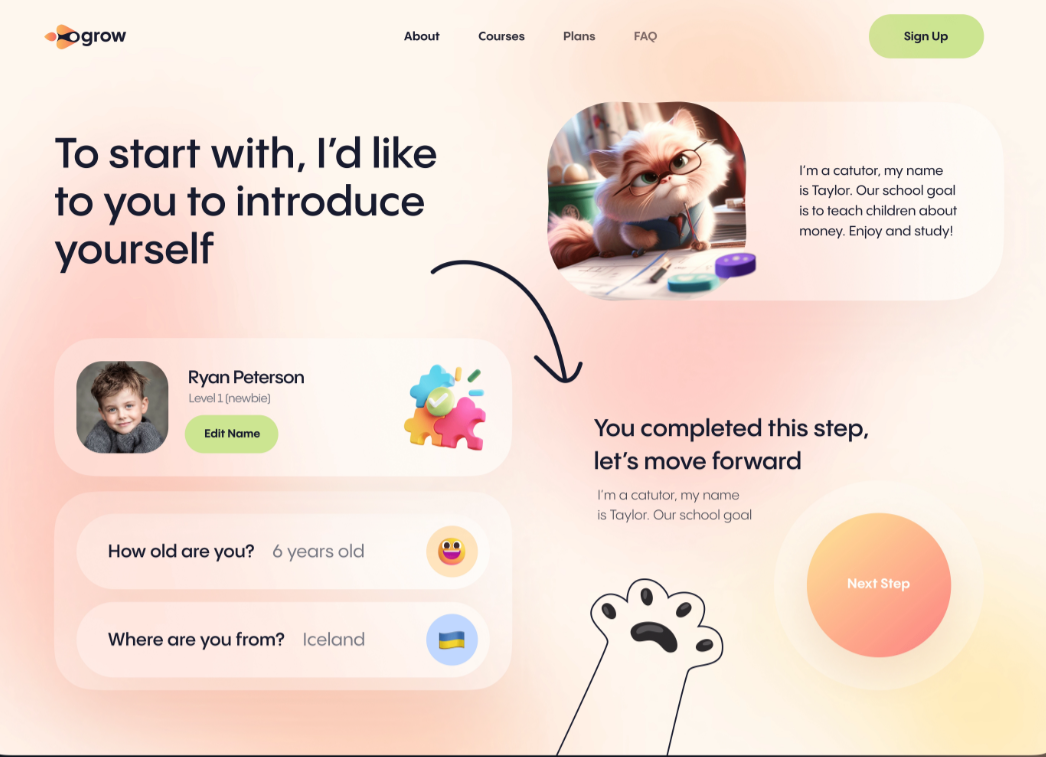 grow
About Courses Plans FAQ
Sign Up
To start with, I’d like
to you to introduce
yourself
I’m a catutor, my name
is Taylor. Our school goal
is to teach children about
money. Enjoy and study!
Ryan Peterson
Level 1 (newbie)
Edit Name
How old are you? 6 years old
Where are you from? Iceland
You completed this step,
let’s move forward
I’m a catutor, my name
is Taylor. Our school goal
Next Step